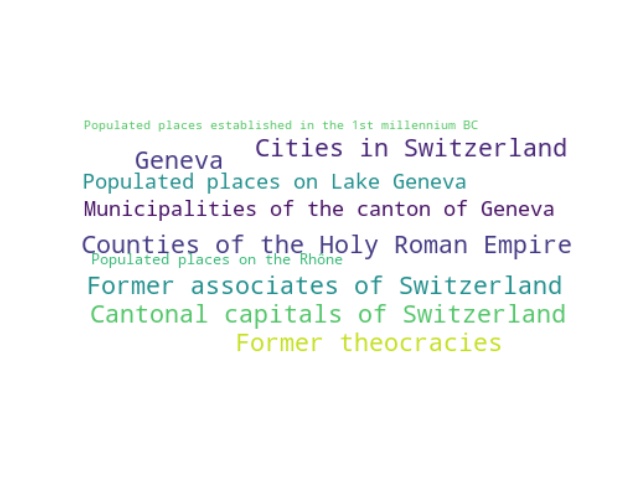 Populated places established in the 1st millennium BC
Cities in Switzerland
Geneva
Populated places on Lake Geneva
Municipalities of the canton of Geneva
Counties of the Holy Roman Empire
Populated places on the Rhône
Former associates of Switzerland
Cantonal capitals of Switzerland
Former theocracies